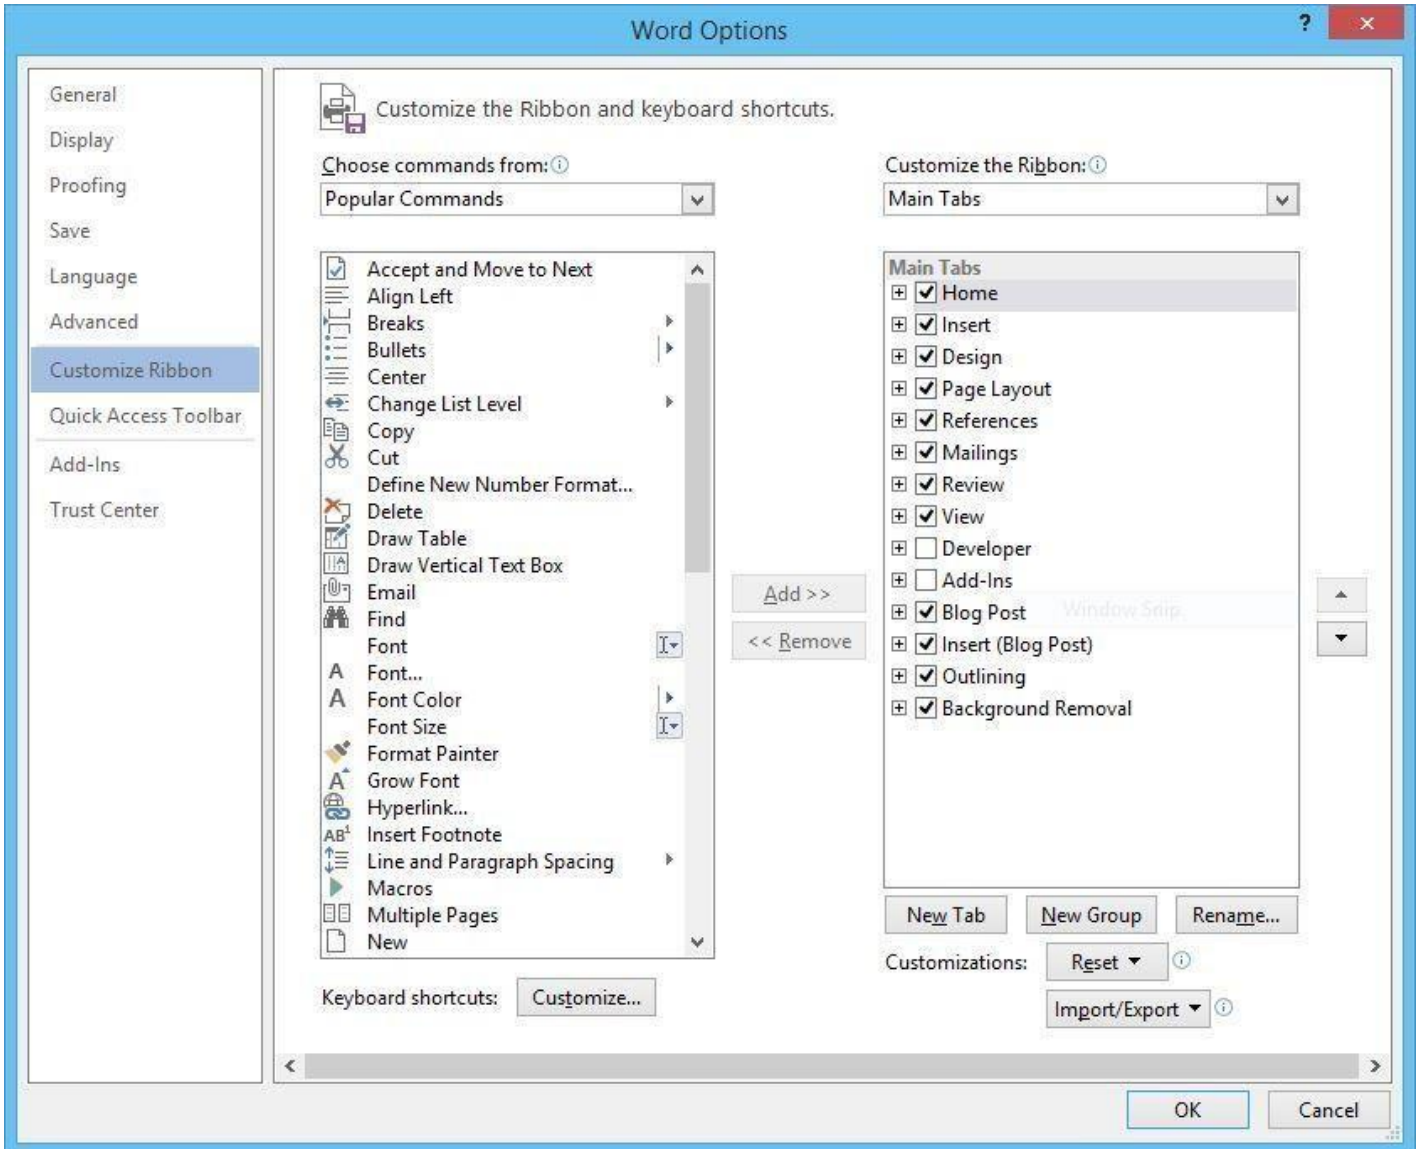 Word Options
?
General
Display
Proofing
Save
Language
Advanced
Customize Ribbon
Quick Access Toolbar
Add-Ins
Trust Center
Customize the Ribbon and keyboard shortcuts.
Choose commands from:
Popular Commands
Accept and Move to Next
Align Left
Breaks
Bullets
Center
Change List Level
Copy
Cut
Define New Number Format...
Delete
Draw Table
Draw Vertical Text Box
Email
Find
Font
Font...
Font Color
Font Size
Format Painter
Grow Font
Hyperlink...
Insert Footnote
Line and Paragraph Spacing
Macros
Multiple Pages
New
Keyboard shortcuts: Customize...
Add >>
<< Remove
Customize the Ribbon:
Main Tabs
Main Tabs
Home
Insert
Design
Page Layout
References
Mailings
Review
View
Developer
Add-Ins
Blog Post
Window Snip
Insert (Blog Post)
Outlining
Background Removal
New Tab New Group Rename...
Customizations: Reset
Import/Export
OK Cancel